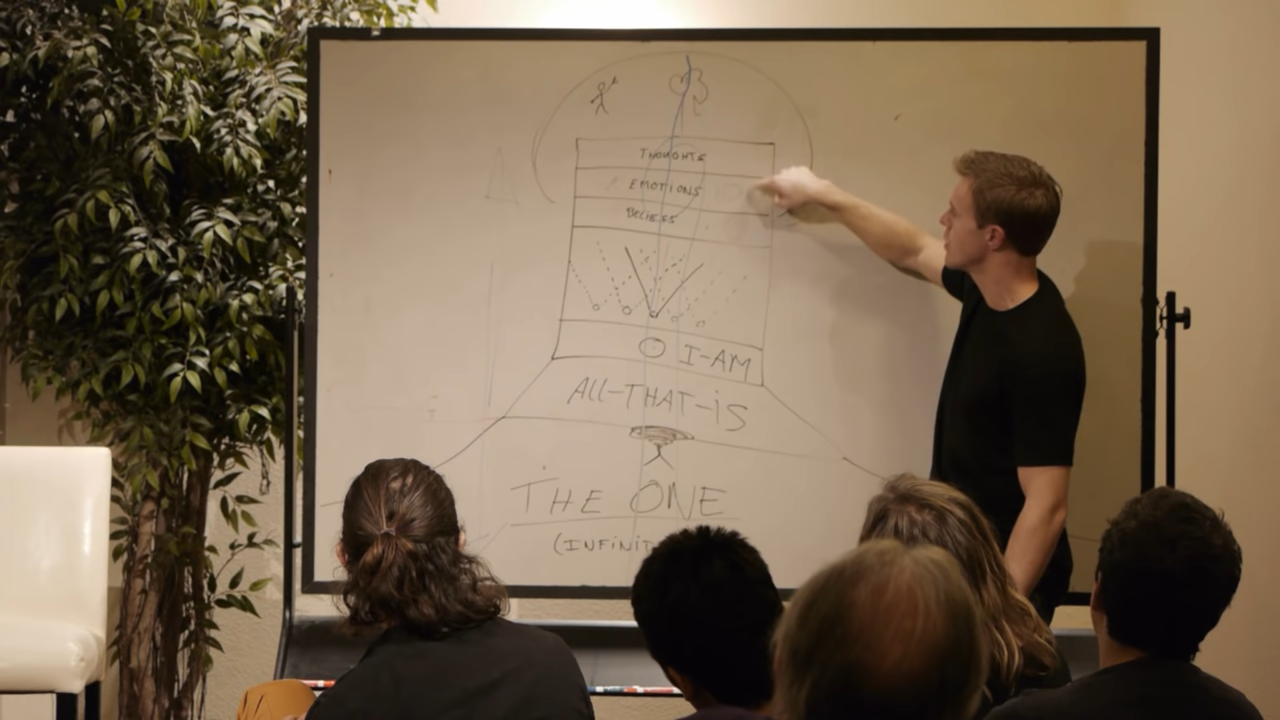 THOUGHTS
EMOTIONS
BELIEFS
I-AM
ALL-THAT-iS
THE ONE
(INFINIT